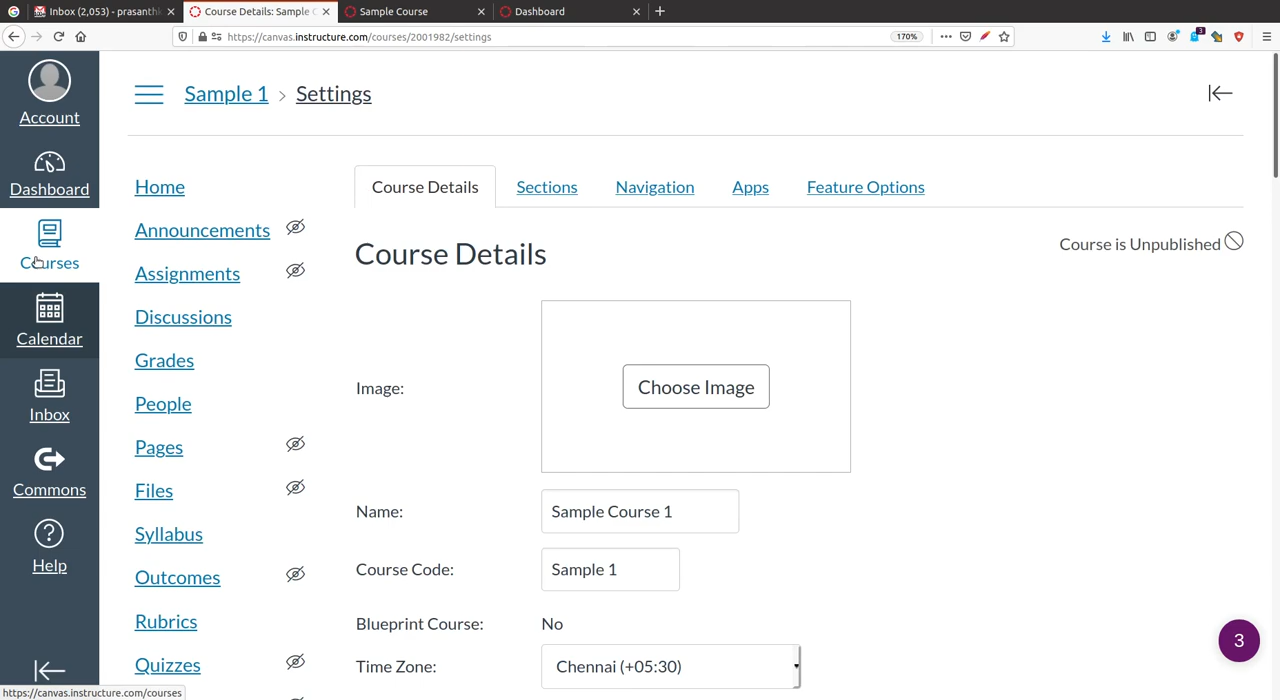 Inbox (2,053) - prasanthk
Course Details: Sample C
Sample Course
Dashboard
https://canvas.instructure.com/courses/2001982/settings
170%
3
Account
Dashboard
Courses
Calendar
Inbox
Commons
Help
Sample 1 > Settings
Home
Announcements
Assignments
Discussions
Grades
People
Pages
Files
Syllabus
Outcomes
Rubrics
Quizzes
Course Details
Sections
Navigation
Apps
Feature Options
Course Details
Course is Unpublished
Image:
Choose Image
Name:
Sample Course 1
Course Code:
Sample 1
Blueprint Course:
No
Time Zone:
Chennai (+05:30)
3
https://canvas.instructure.com/courses